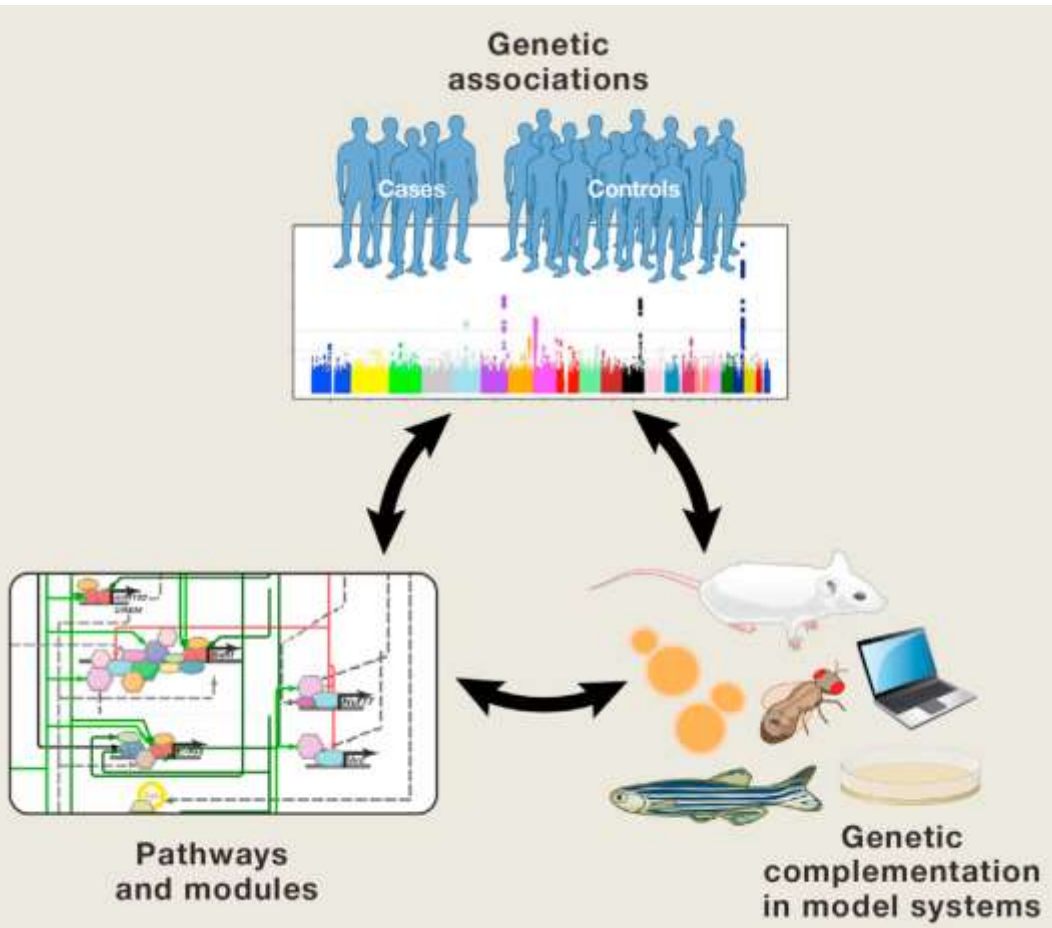 Genetic
associations
Cases
Controls
Pathways
and modules
Genetic
complementation
in model systems